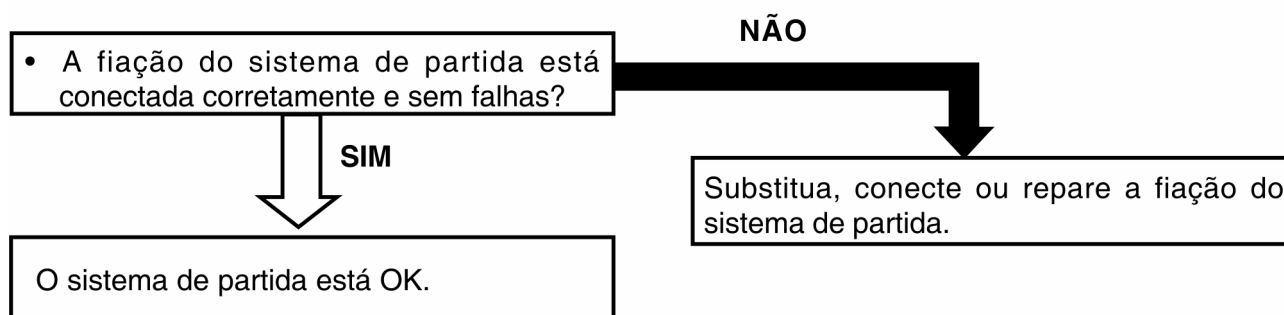 NÃO
• A fiação do sistema de partida está
conectada corretamente e sem falhas?
SIM
Substitua, conecte ou repare a fiação do
sistema de partida.
O sistema de partida está OK.